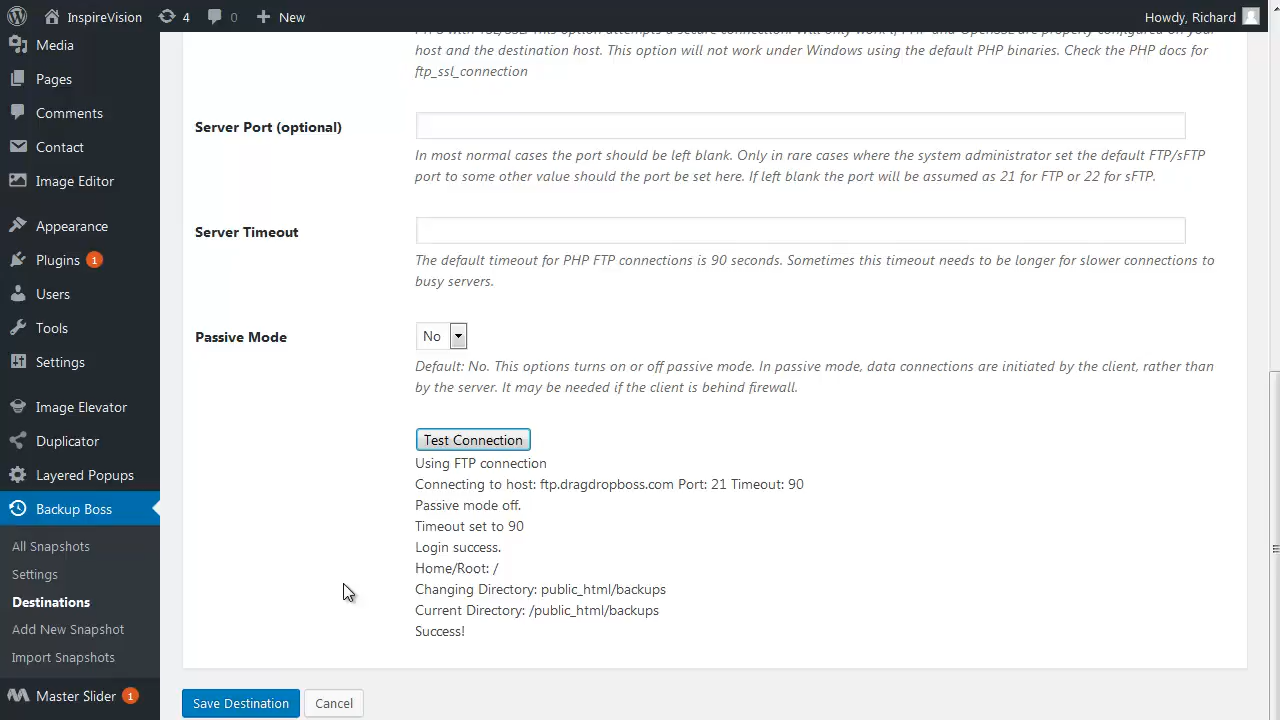 InspireVision 4 0 New Howdy, Richard
Media
Pages
Comments
Contact
Image Editor
Appearance
Plugins 1
Users
Tools
Settings
Image Elevator
Duplicator
Layered Popups
Backup Boss
All Snapshots
Settings
Destinations
Add New Snapshot
Import Snapshots
Master Slider 1
host and the destination host. This option will not work under Windows using the default PHP binaries. Check the PHP docs for
ftp_ssl_connection
Server Port (optional)
In most normal cases the port should be left blank. Only in rare cases where the system administrator set the default FTP/sFTP
port to some other value should the port be set here. If left blank the port will be assumed as 21 for FTP or 22 for sFTP.
Server Timeout
The default timeout for PHP FTP connections is 90 seconds. Sometimes this timeout needs to be longer for slower connections to
busy servers.
Passive Mode
No
Default: No. This options turns on or off passive mode. In passive mode, data connections are initiated by the client, rather than
by the server. It may be needed if the client is behind firewall.
Test Connection
Using FTP connection
Connecting to host: ftp.dragdropboss.com Port: 21 Timeout: 90
Passive mode off.
Timeout set to 90
Login success.
Home/Root: /
Changing Directory: public_html/backups
Current Directory: /public_html/backups
Success!
Save Destination
Cancel